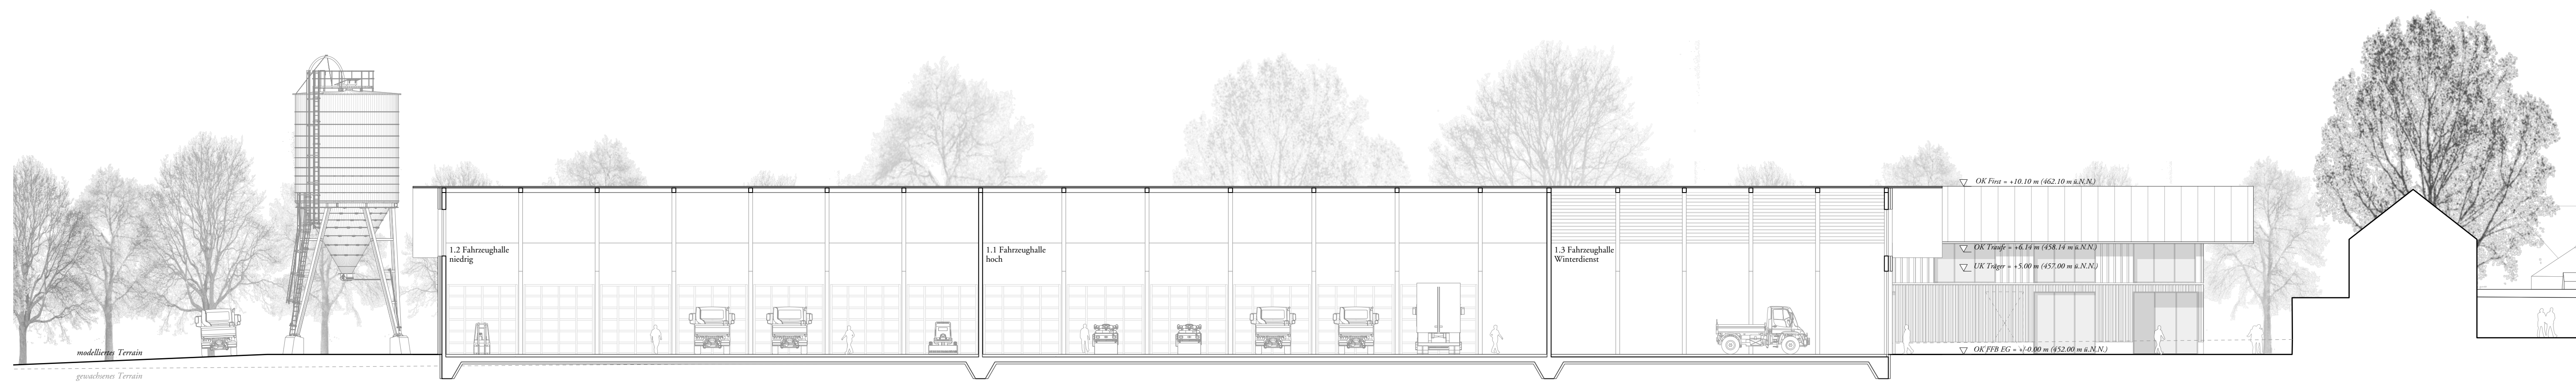 OK First = +10.10 m (462.10 m ü.N.N.)
1.2 Fahrzeughalle
niedrig
1.1 Fahrzeughalle
hoch
1.3 Fahrzeughalle
Winterdienst
OK Traufe = +6.14 m (458.14 m ü.N.N.)
UK Träger = +5.00 m (457.00 m ü.N.N.)
OK FFB EG = +/-0.00 m (452.00 m ü.N.N.)
modelliertes Terrain
gewachsenes Terrain